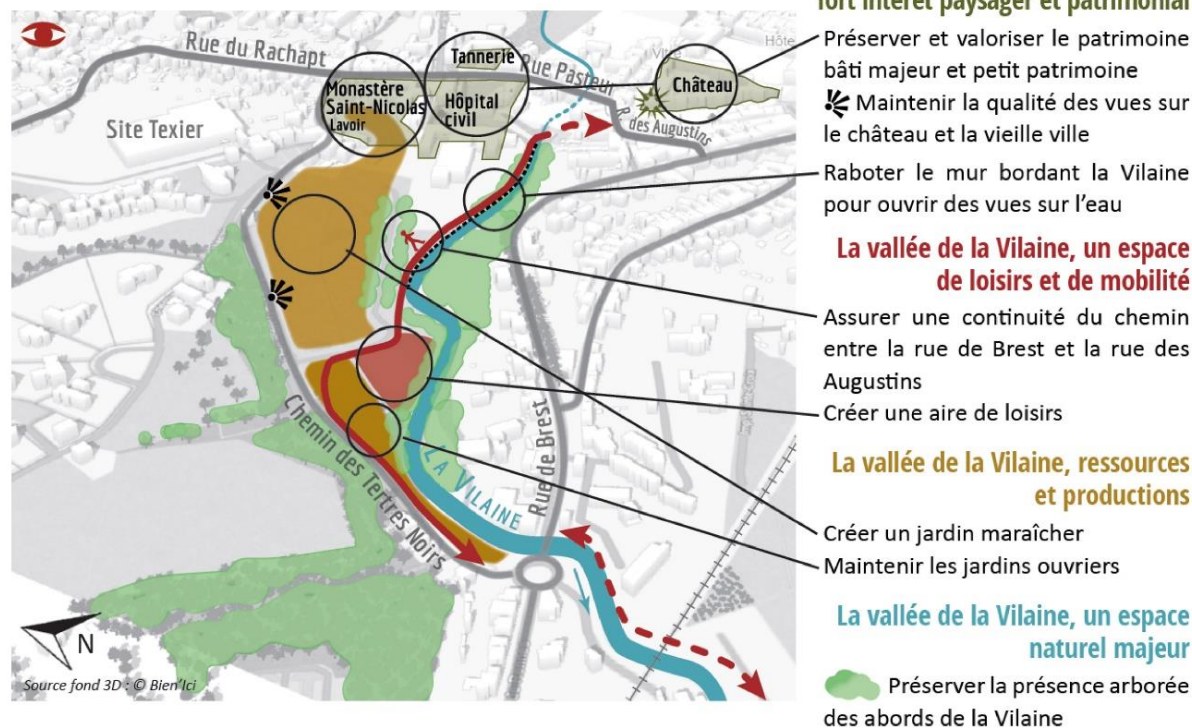 fort intérêt paysager et patrimonial
Préserver et valoriser le patrimoine
bâti majeur et petit patrimoine
Maintenir la qualité des vues sur
le château et la vieille ville
Raboter le mur bordant la Vilaine
pour ouvrir des vues sur l'eau
La vallée de la Vilaine, un espace
de loisirs et de mobilité
Assurer une continuité du chemin
entre la rue de Brest et la rue des
Augustins
Créer une aire de loisirs
La vallée de la Vilaine, ressources
et productions
Créer un jardin maraîcher
Maintenir les jardins ouvriers
La vallée de la Vilaine, un espace
naturel majeur
Préserver la présence arborée
des abords de la Vilaine
Rue du Rachapt
Tannerie
Rue Pasteur
Vitré
Hôte
Monastère
Saint-Nicolas
Lavoir
Hôpital
civil
Château
R. des Augustins
Site Texier
Chemin des Tertres Noirs
LA VILAINE
Rue de Brest
N
Source fond 3D : © Bien'Ici